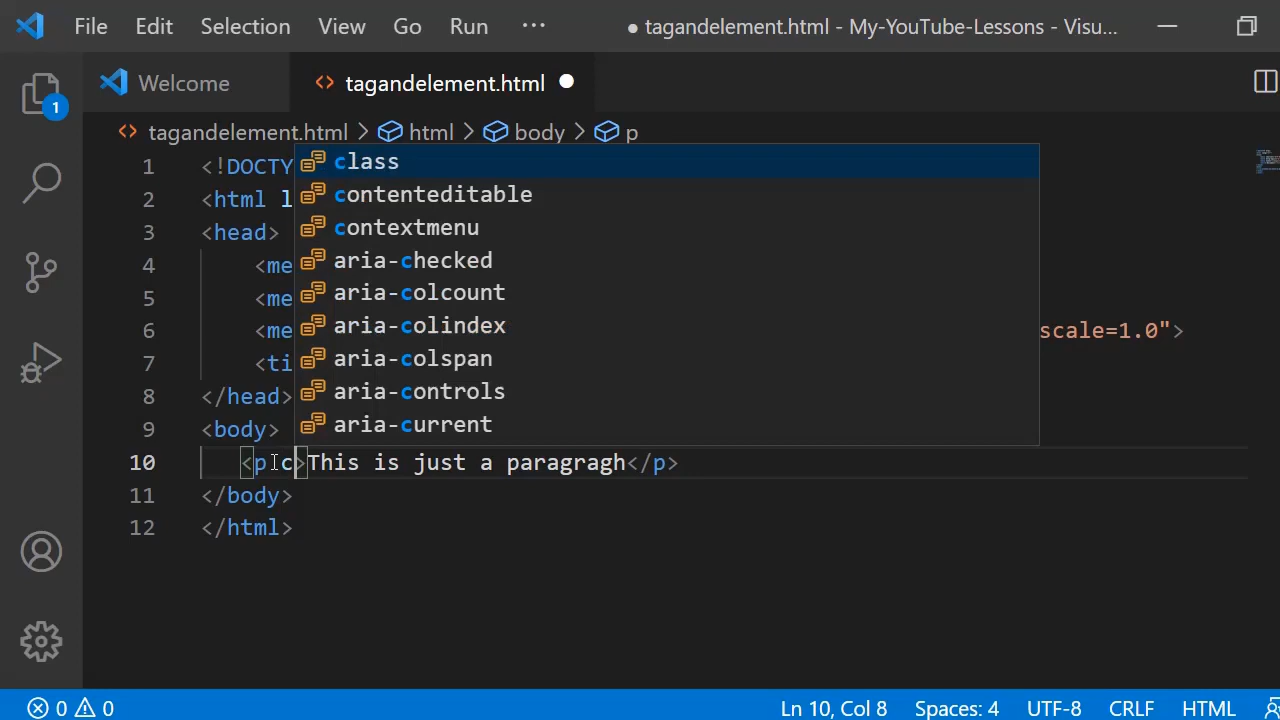 File Edit Selection View Go Run ··· ● tagandelement.html - My-YouTube-Lessons - Visu...
Welcome tagandelement.html ●
1
tagandelement.html > html > body > p
1 <!DOCTY
class
2 <html l
contenteditable
3 <head>
contextmenu
4 <me
aria-checked
5 <me
aria-colcount
6 <me
aria-colindex
scale=1.0">
7 <ti
aria-colspan
8 </head>
aria-controls
9 <body>
aria-current
10 <p c>This is just a paragragh</p>
11 </body>
12 </html>
0 0 Ln 10, Col 8 Spaces: 4 UTF-8 CRLF HTML